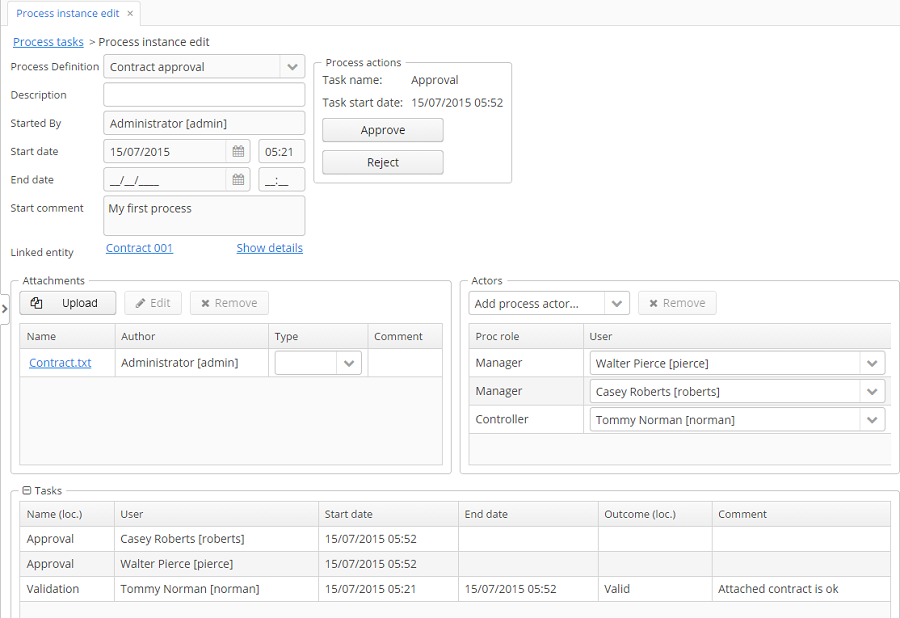 Process instance edit ×
Process tasks > Process instance edit
Process Definition Contract approval
Description
Started By Administrator [admin]
Start date 15/07/2015 05:21
End date __/__/____ __:__
Start comment My first process
Linked entity Contract 001 Show details
Process actions
Task name: Approval
Task start date: 15/07/2015 05:52
Approve
Reject
Attachments
Upload Edit Remove
Name Author Type Comment
Contract.txt Administrator [admin]
Actors
Add process actor... Remove
Proc role User
Manager Walter Pierce [pierce]
Manager Casey Roberts [roberts]
Controller Tommy Norman [norman]
Tasks
Name (loc.) User Start date End date Outcome (loc.) Comment
Approval Casey Roberts [roberts] 15/07/2015 05:52
Approval Walter Pierce [pierce] 15/07/2015 05:52
Validation Tommy Norman [norman] 15/07/2015 05:21 15/07/2015 05:52 Valid Attached contract is ok